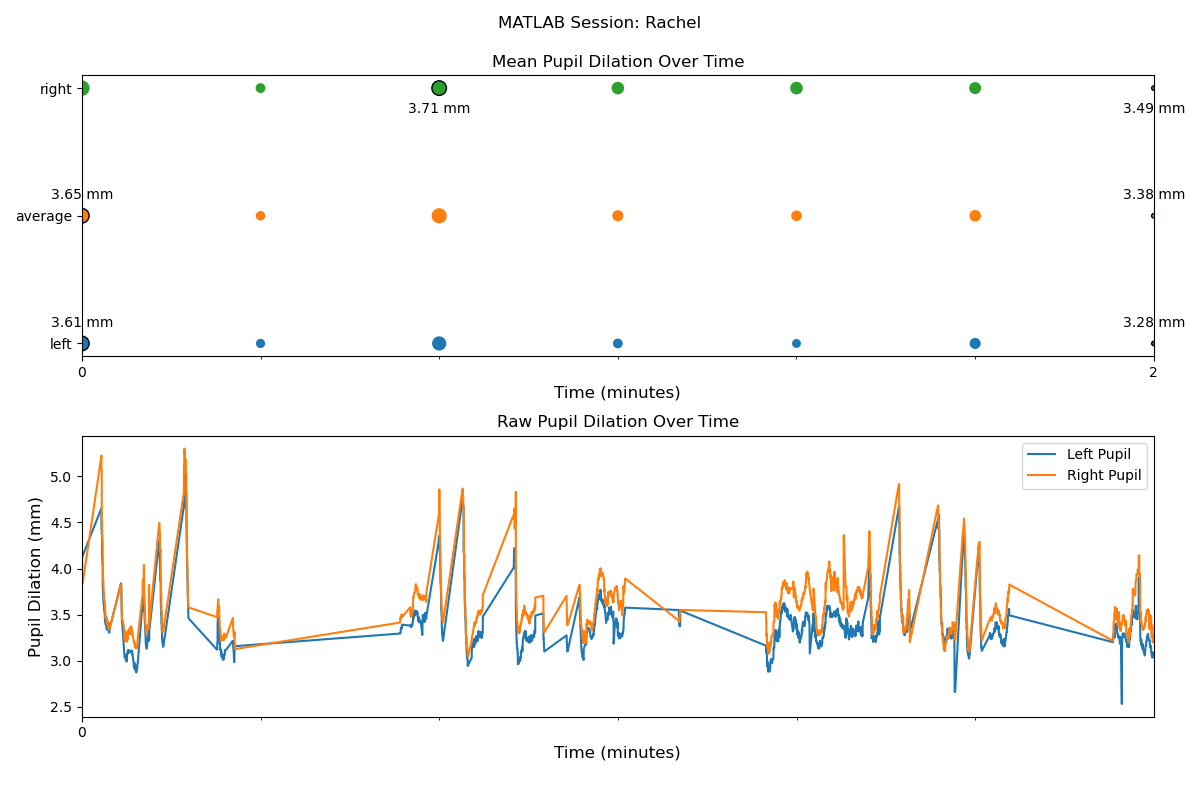 MATLAB Session: Rachel
Mean Pupil Dilation Over Time
right
3.71 mm
3.49 mm
3.65 mm
3.38 mm
average
3.61 mm
3.28 mm
left
0
2
Time (minutes)
Raw Pupil Dilation Over Time
Pupil Dilation (mm)
5.0
4.5
4.0
3.5
3.0
2.5
Left Pupil
Right Pupil
0
Time (minutes)